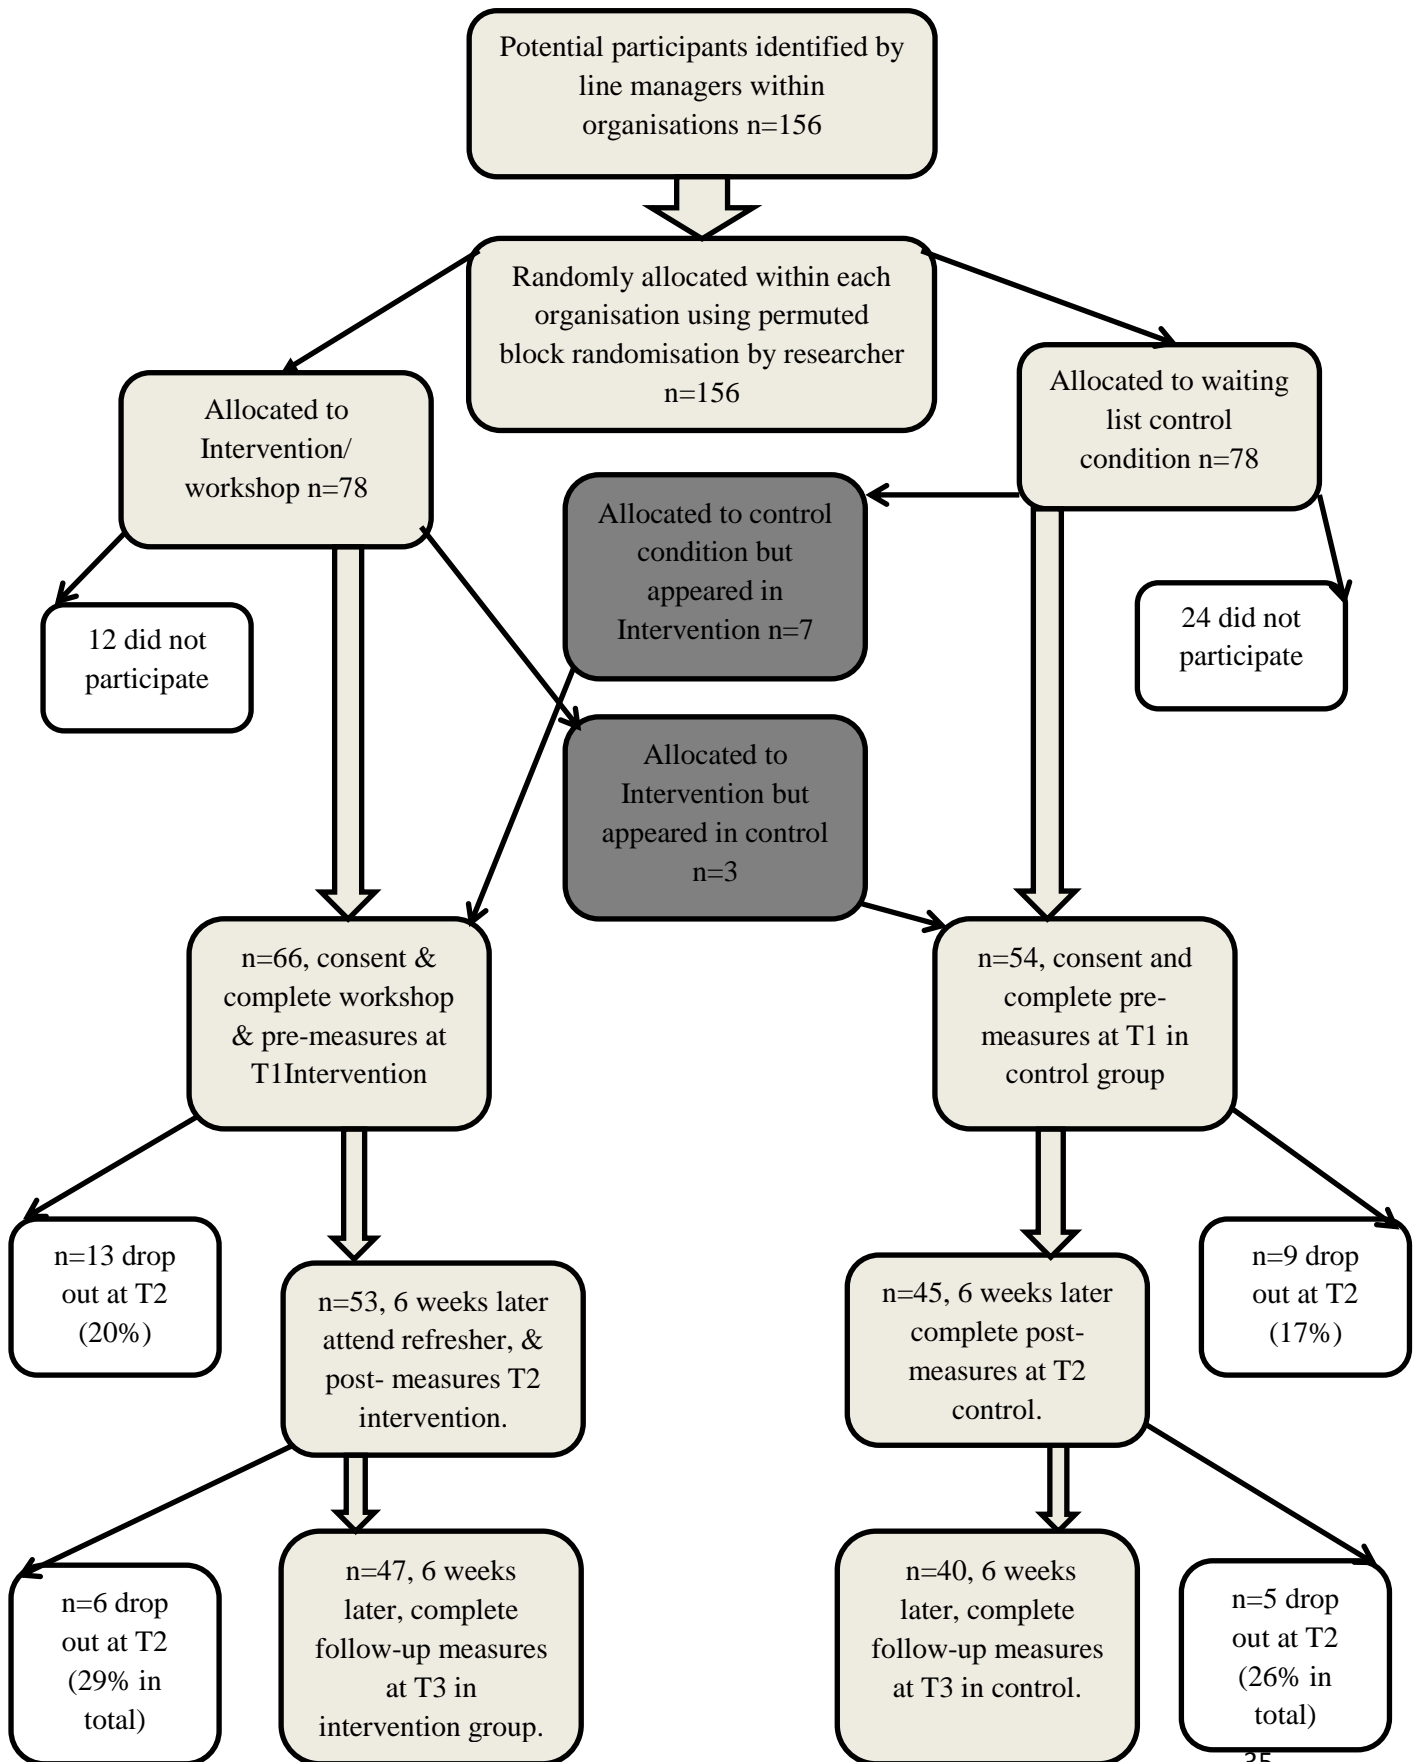 Potential participants identified by
line managers within
organisations n=156
Randomly allocated within each
organisation using permuted
block randomisation by researcher
n=156
Allocated to
Intervention/
workshop n=78
Allocated to waiting
list control
condition n=78
Allocated to control
condition but
appeared in
Intervention n=7
12 did not
participate
24 did not
participate
Allocated to
Intervention but
appeared in control
n=3
n=66, consent &
complete workshop
& pre-measures at
T1Intervention
n=54, consent and
complete pre-
measures at T1 in
control group
n=13 drop
out at T2
(20%)
n=53, 6 weeks later
attend refresher, &
post- measures T2
intervention.
n=45, 6 weeks later
complete post-
measures at T2
control.
n=9 drop
out at T2
(17%)
n=6 drop
out at T2
(29% in
total)
n=47, 6 weeks
later, complete
follow-up measures
at T3 in
intervention group.
n=40, 6 weeks
later, complete
follow-up measures
at T3 in control.
n=5 drop
out at T2
(26% in
total)